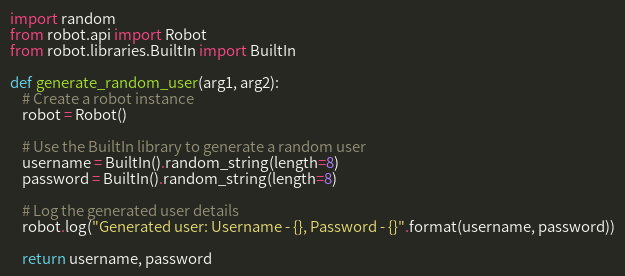 import random
from robot.api import Robot
from robot.libraries.BuiltIn import BuiltIn

def generate_random_user(arg1, arg2):
    # Create a robot instance
    robot = Robot()

    # Use the BuiltIn library to generate a random user
    username = BuiltIn().random_string(length=8)
    password = BuiltIn().random_string(length=8)

    # Log the generated user details
    robot.log("Generated user: Username - {}, Password - {}".format(username, password))

    return username, password